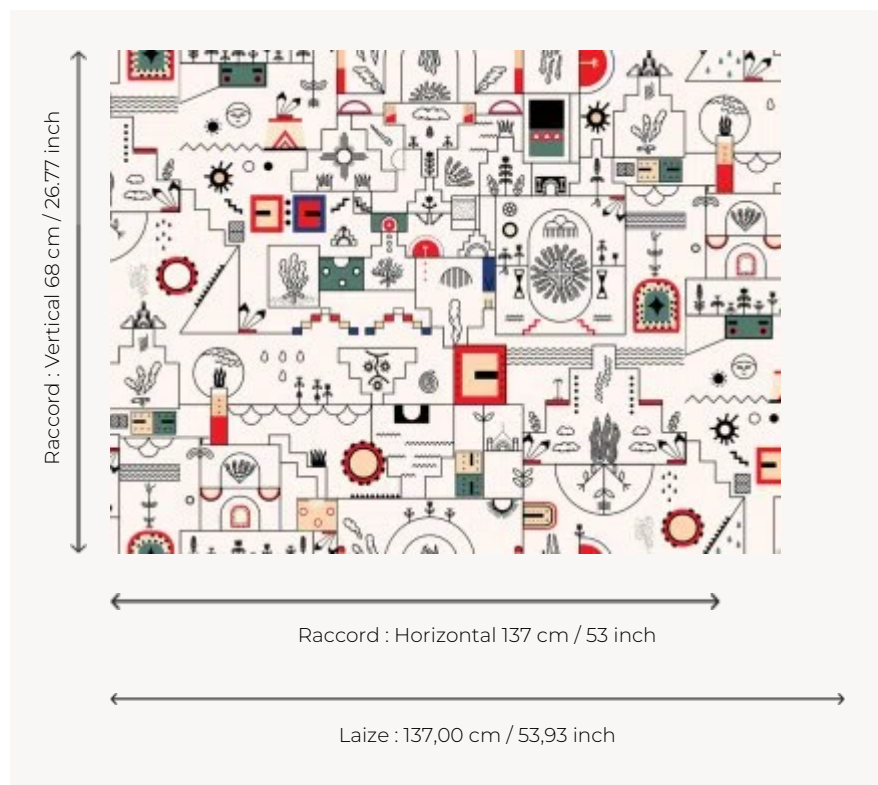 Raccord : Vertical 68 cm / 26.77 inch
Raccord : Horizontal 137 cm / 53 inch
Laize : 137,00 cm / 53,93 inch